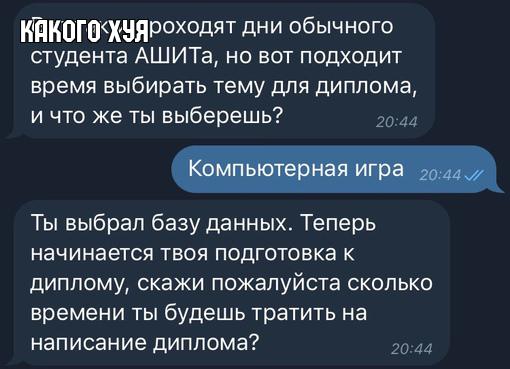 КАКОГО ХУЯ
проходят дни обычного
студента АШИТа, но вот подходит
время выбирать тему для диплома,
и что же ты выберешь?
20:44
Компьютерная игра 20:44
Ты выбрал базу данных. Теперь
начинается твоя подготовка к
диплому, скажи пожалуйста сколько
времени ты будешь тратить на
написание диплома?
20:44